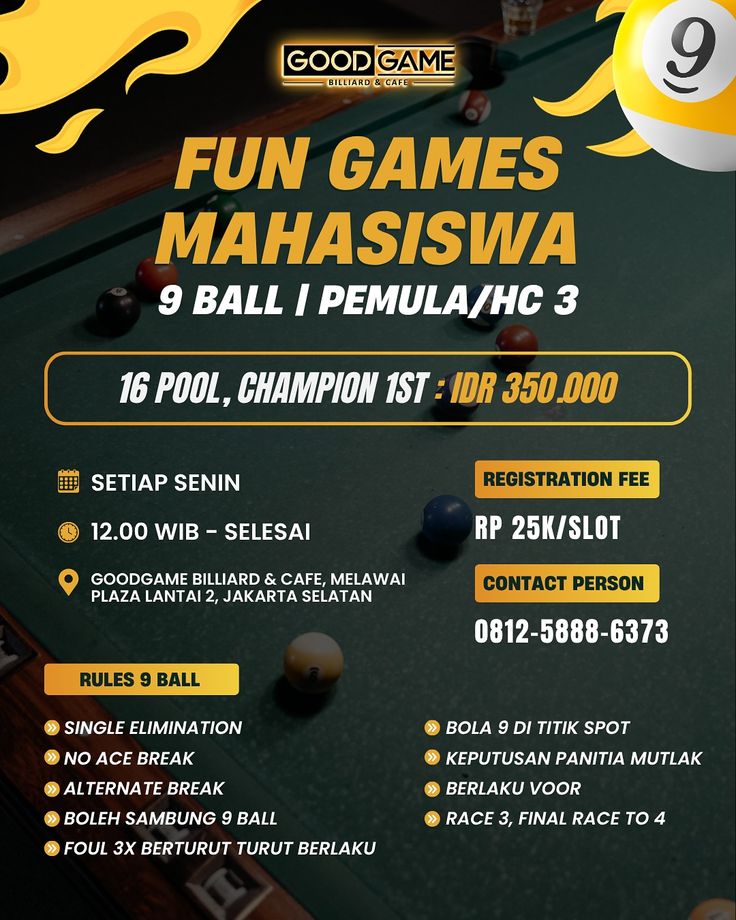 GOOD GAME
BILLIARD & CAFE
9
FUN GAMES
MAHASISWA
9 BALL | PEMULA/HC 3
16 POOL, CHAMPION 1ST : IDR 350.000
SETIAP SENIN
12.00 WIB - SELESAI
GOODGAME BILLIARD & CAFE, MELAWAI
PLAZA LANTAI 2, JAKARTA SELATAN
REGISTRATION FEE
RP 25K/SLOT
CONTACT PERSON
0812-5888-6373
RULES 9 BALL
SINGLE ELIMINATION
NO ACE BREAK
ALTERNATE BREAK
BOLEH SAMBUNG 9 BALL
FOUL 3X BERTURUT TURUT BERLAKU
BOLA 9 DI TITIK SPOT
KEPUTUSAN PANITIA MUTLAK
BERLAKU VOOR
RACE 3, FINAL RACE TO 4